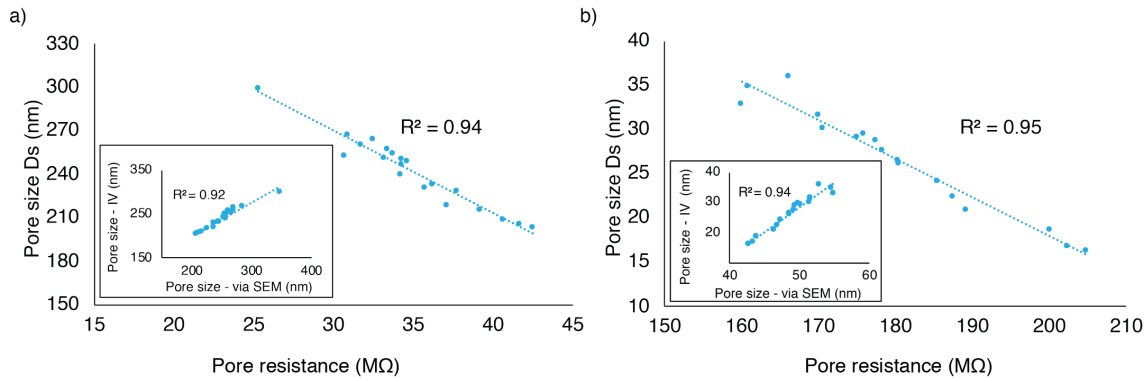 a)
Pore size Ds (nm)
330
300
270
240
210
180
150
15
20
25
30
35
40
45
Pore resistance (MΩ)
R² = 0.94
Pore size - IV (nm)
350
250
150
200
300
400
R²= 0.92
Pore size - via SEM (nm)
b)
Pore size Ds (nm)
40
35
30
25
20
15
10
150
160
170
180
190
200
210
Pore resistance (MΩ)
R² = 0.95
Pore size - IV (nm)
40
30
20
40
50
60
R²= 0.94
Pore size - via SEM (nm)